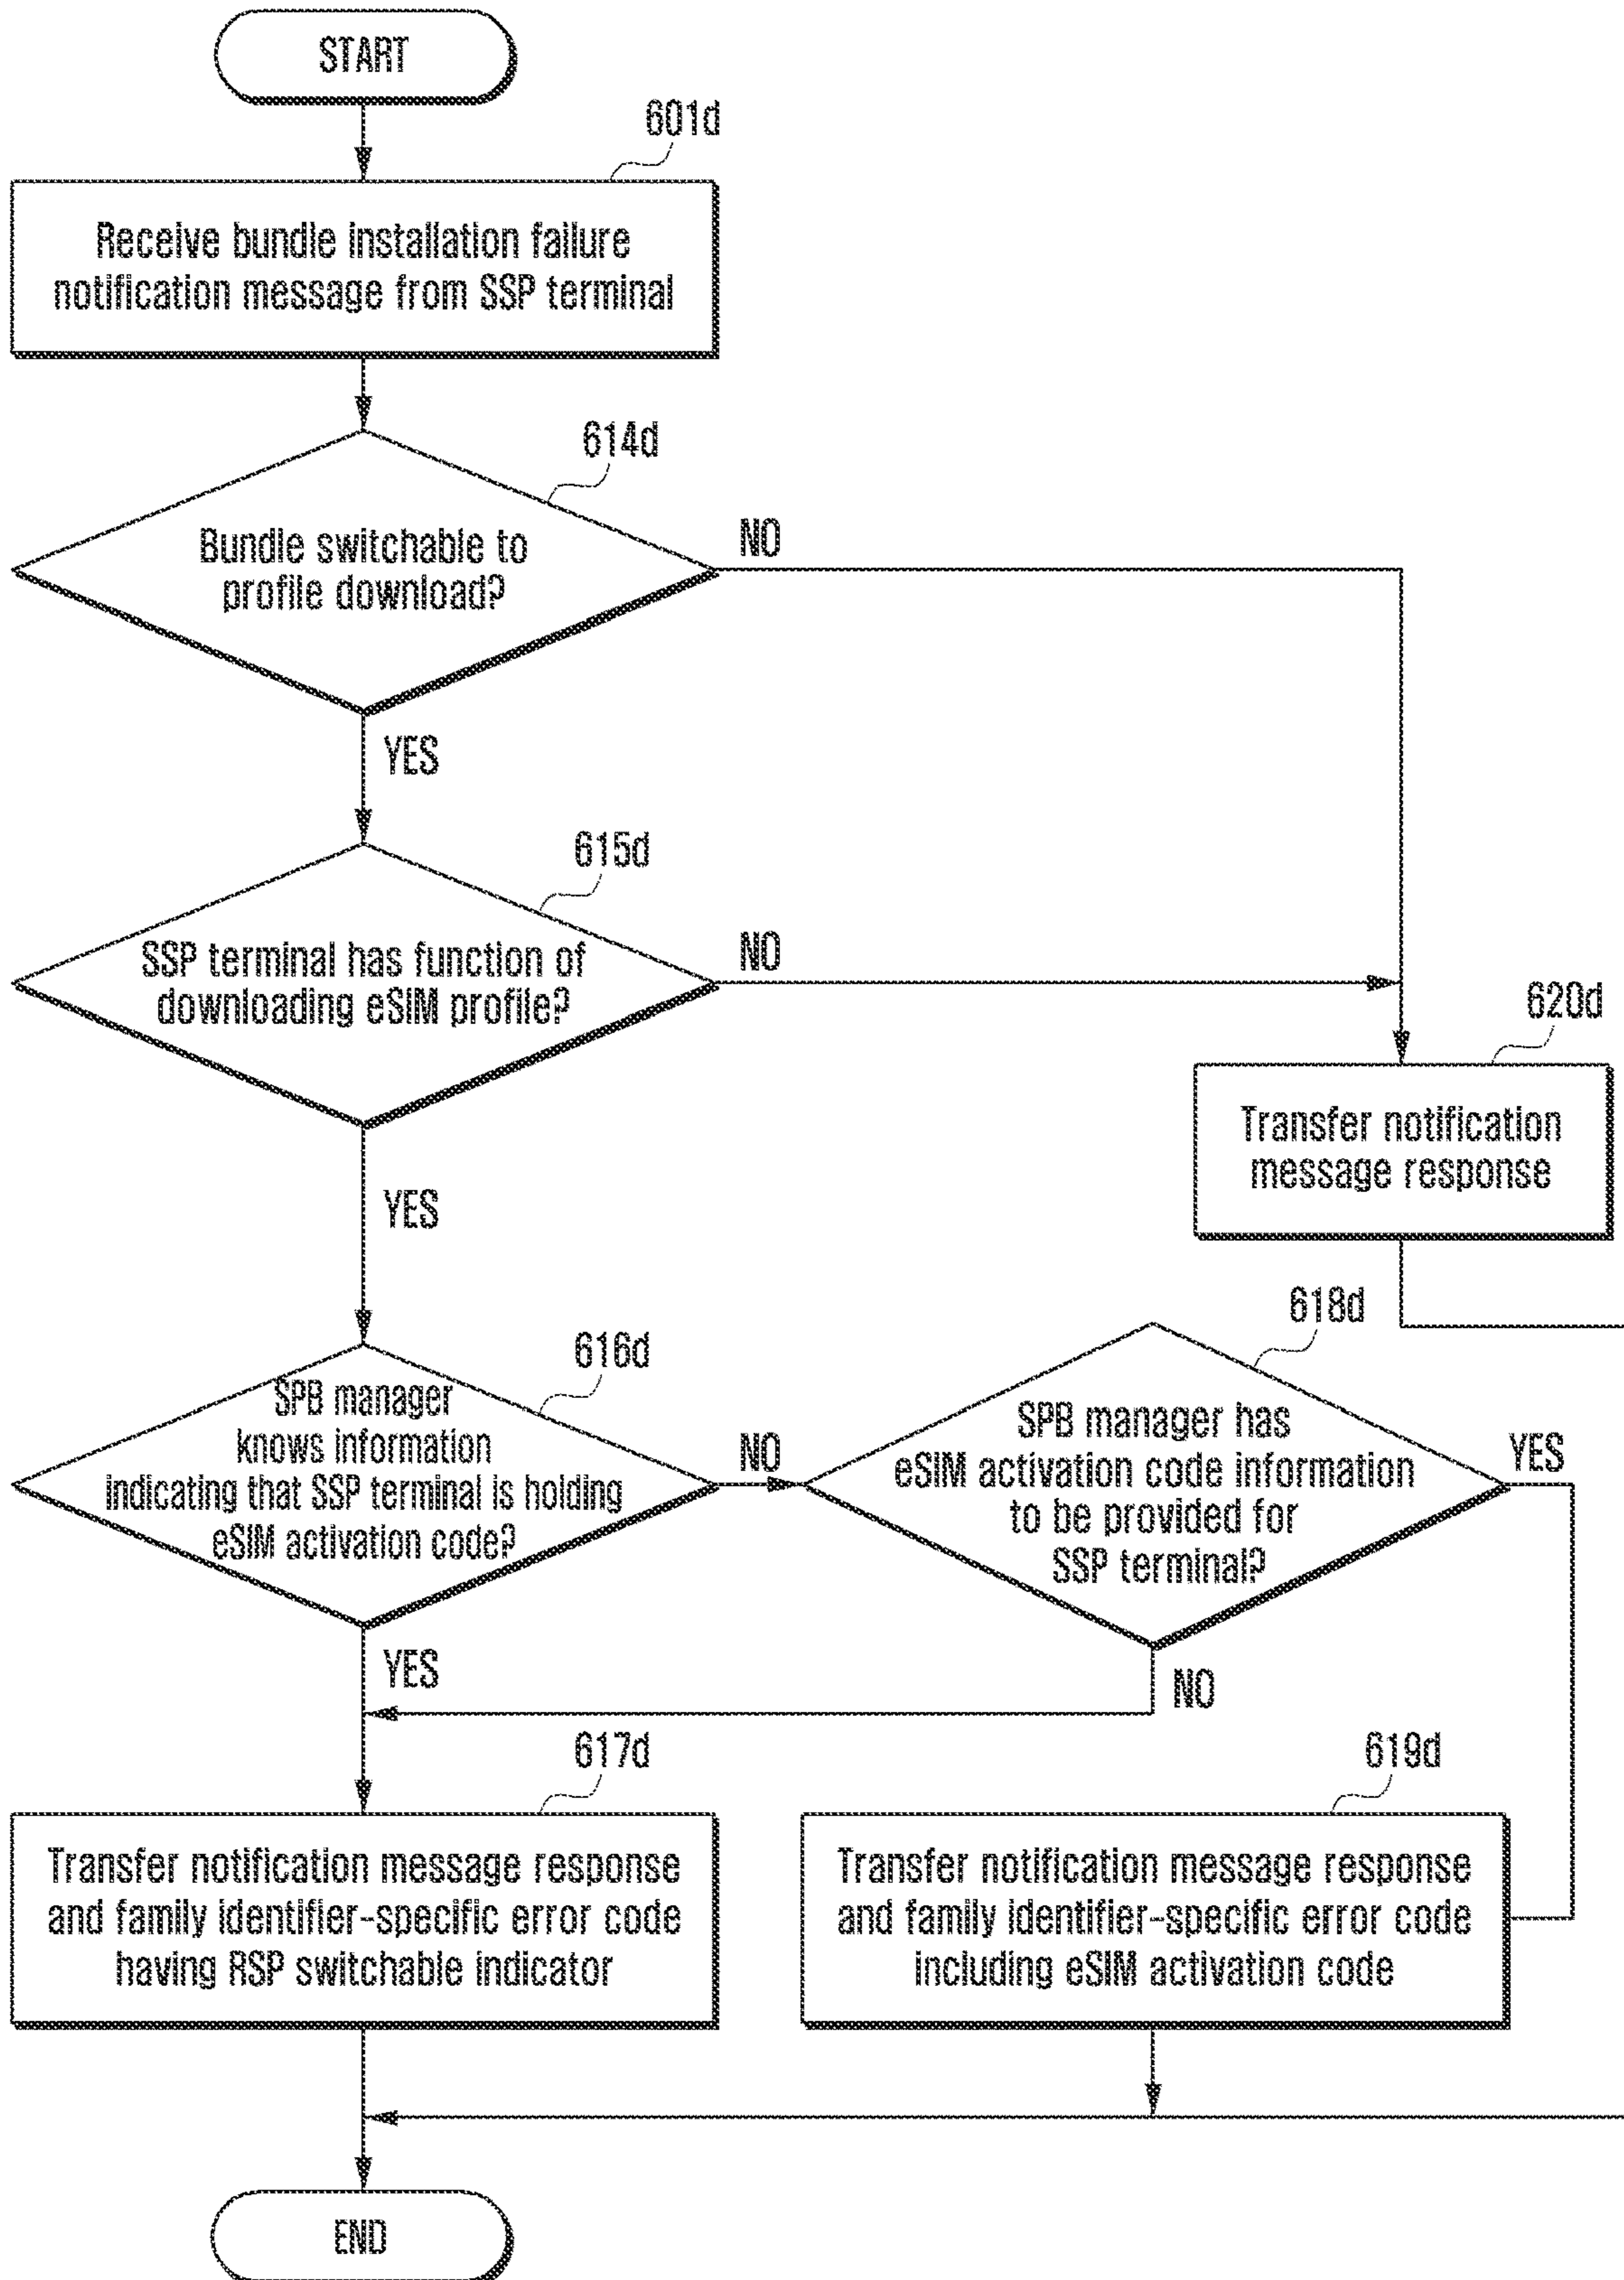 START
601d
Receive bundle installation failure
notification message from SSP terminal
614d
Bundle switchable to
profile download?
NO
YES
615d
SSP terminal has function of
downloading eSIM profile?
NO
YES
620d
Transfer notification
message response
616d
SPB manager
knows information
indicating that SSP terminal is holding
eSIM activation code?
NO
YES
618d
SPB manager has
eSIM activation code information
to be provided for
SSP terminal?
YES
NO
617d
Transfer notification message response
and family identifier-specific error code
having RSP switchable indicator
619d
Transfer notification message response
and family identifier-specific error code
including eSIM activation code
END